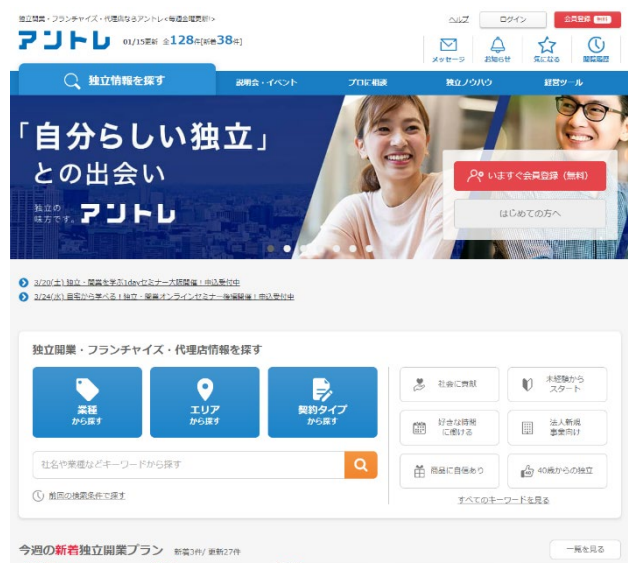 独立開業・フランチャイズ・代理店ならアントレ<毎週金曜更新!>
ヘルプ
ログイン
会員登録 無料
アントレ
01/15更新 全128件[新着38件]
メッセージ
お知らせ
気になる
閲覧履歴
独立情報を探す
説明会・イベント
プロに相談
独立ノウハウ
経営ツール
「自分らしい独立」
との出会い
独立の
味方です。
アントレ
いますぐ会員登録（無料）
はじめての方へ
3/20(土) 独立・開業を学ぶ1dayセミナー大阪開催！申込受付中
3/24(水) 自宅から学べる！独立・開業オンラインセミナー後編開催！申込受付中
独立開業・フランチャイズ・代理店情報を探す
業種
から探す
エリア
から探す
契約タイプ
から探す
社名や業種などキーワードから探す
前回の検索条件で探す
社会に貢献
未経験から
スタート
好きな時間
に働ける
法人新規
事業向け
商品に自信あり
40歳からの独立
すべてのキーワードを見る
今週の新着独立開業プラン 新着3件/ 更新27件
一覧を見る